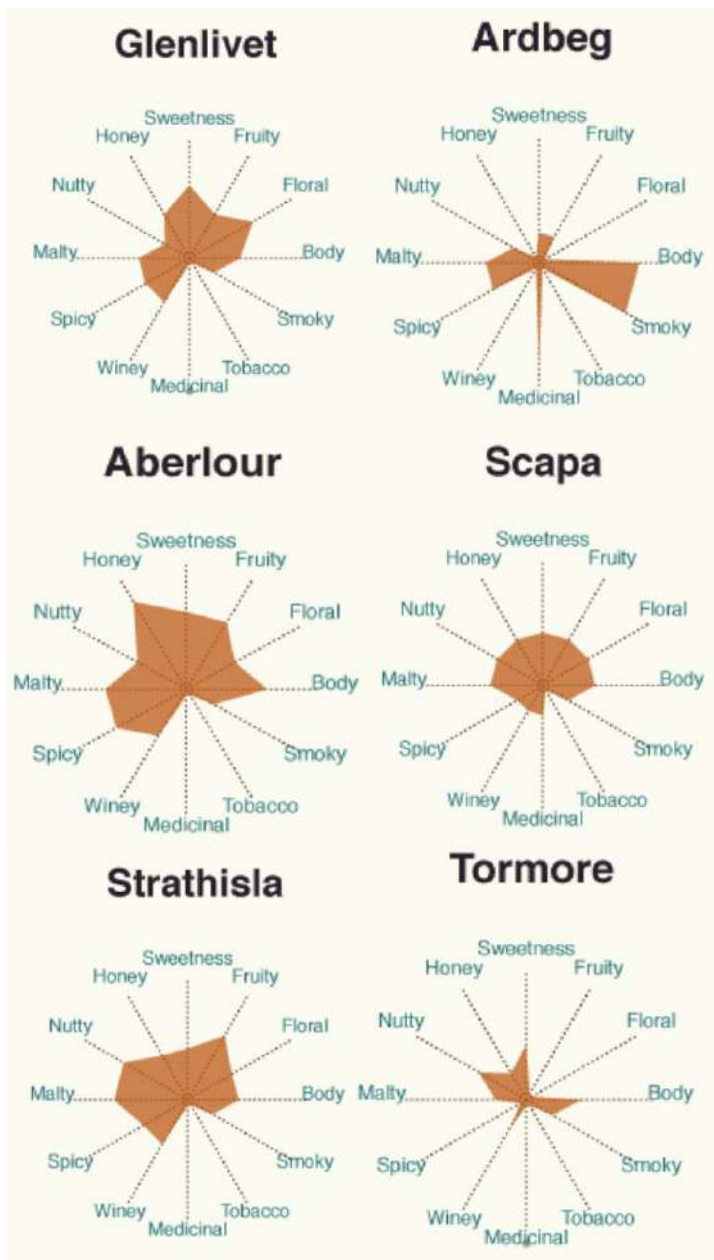 Glenlivet
Sweetness
Honey
Fruity
Nutty
Floral
Malty
Body
Spicy
Smoky
Winey
Tobacco
Medicinal
Ardbeg
Sweetness
Honey
Fruity
Nutty
Floral
Malty
Body
Spicy
Smoky
Winey
Tobacco
Medicinal
Aberlour
Sweetness
Honey
Fruity
Nutty
Floral
Malty
Body
Spicy
Smoky
Winey
Tobacco
Medicinal
Scapa
Sweetness
Honey
Fruity
Nutty
Floral
Malty
Body
Spicy
Smoky
Winey
Tobacco
Medicinal
Strathisla
Sweetness
Honey
Fruity
Nutty
Floral
Malty
Body
Spicy
Smoky
Winey
Tobacco
Medicinal
Tormore
Sweetness
Honey
Fruity
Nutty
Floral
Malty
Body
Spicy
Smoky
Winey
Tobacco
Medicinal